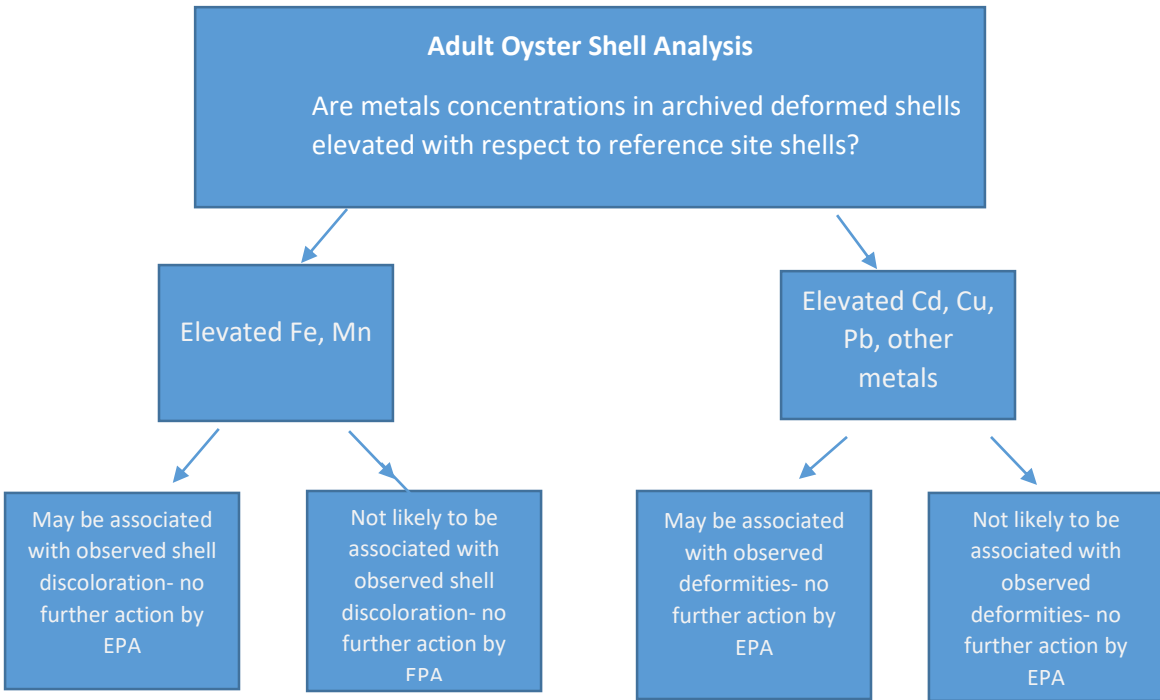 Adult Oyster Shell Analysis
Are metals concentrations in archived deformed shells
elevated with respect to reference site shells?
Elevated Fe, Mn
Elevated Cd, Cu,
Pb, other
metals
May be associated
with observed shell
discoloration- no
further action by
EPA
Not likely to be
associated with
observed shell
discoloration- no
further action by
EPA
May be associated
with observed
deformities- no
further action by
EPA
Not likely to be
associated with
observed
deformities- no
further action by
EPA